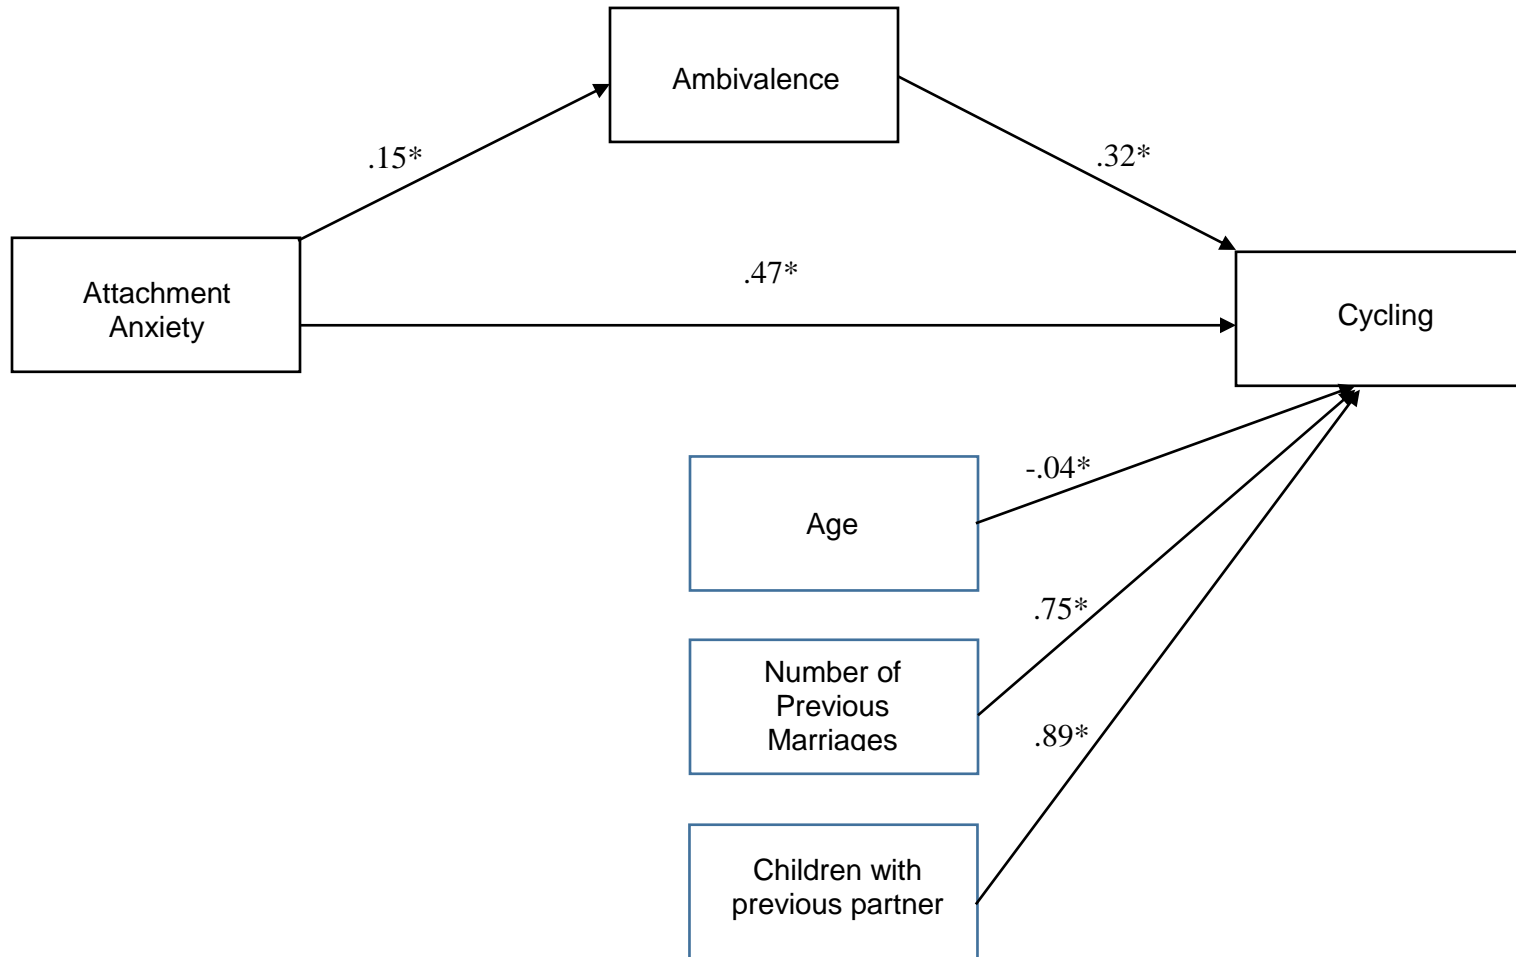 Ambivalence
.15*
.32*
Attachment
Anxiety
.47*
Cycling
-.04*
Age
.75*
Number of
Previous
Marriages
.89*
Children with
previous partner